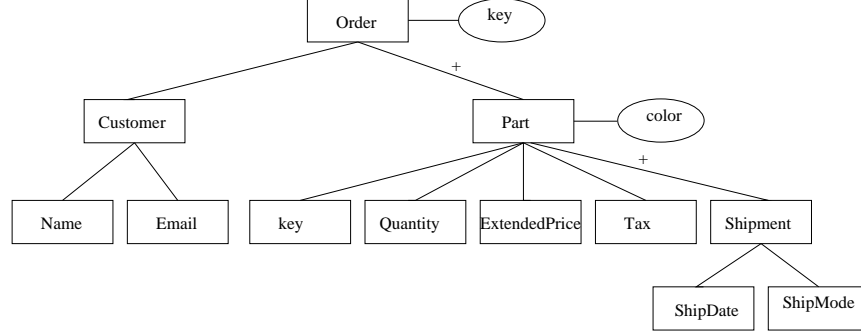 Order
key
+
Customer
Part
color
+
Name
Email
key
Quantity
ExtendedPrice
Tax
Shipment
ShipDate
ShipMode